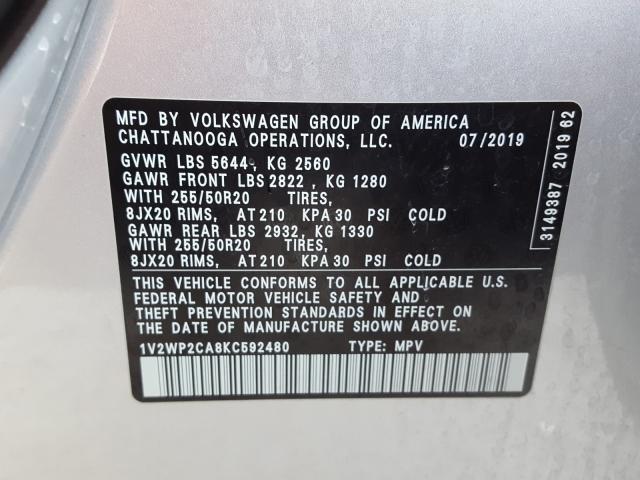 MFD BY VOLKSWAGEN GROUP OF AMERICA
CHATTANOOGA OPERATIONS, LLC. 07/2019
GVWR LBS 5644, KG 2560
GAWR FRONT LBS 2822 , KG 1280
WITH 255/50R20 TIRES,
8JX20 RIMS, AT 210 KPA 30 PSI COLD
GAWR REAR LBS 2932, KG 1330
WITH 255/50R20 TIRES,
8JX20 RIMS, AT 210 KPA 30 PSI COLD
THIS VEHICLE CONFORMS TO ALL APPLICABLE U.S.
FEDERAL MOTOR VEHICLE SAFETY AND
THEFT PREVENTION STANDARDS IN EFFECT ON
THE DATE OF MANUFACTURE SHOWN ABOVE.
1V2WP2CA8KC592480 TYPE: MPV
3149387 2019 62